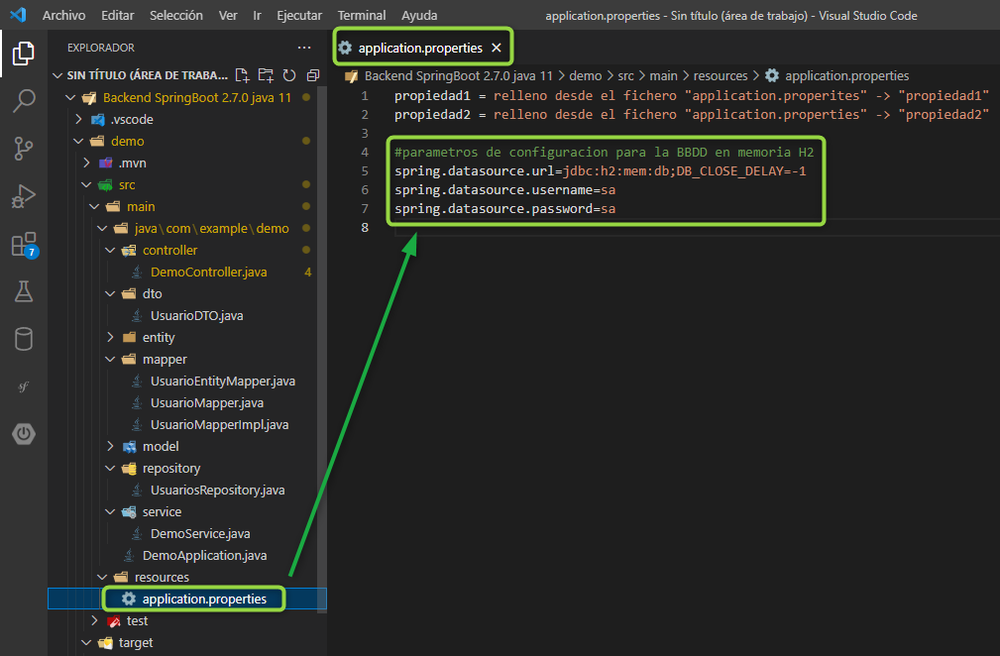 Archivo Editar Selección Ver Ir Ejecutar Terminal Ayuda application.properties - Sin título (área de trabajo) - Visual Studio Code
EXPLORADOR
SIN TÍTULO (ÁREA DE TRABA...
Backend SpringBoot 2.7.0 java 11
.vscode
demo
.mvn
src
main
java\com\example\demo
controller
DemoController.java 4
dto
UsuarioDTO.java
entity
mapper
UsuarioEntityMapper.java
UsuarioMapper.java
UsuarioMapperImpl.java
model
repository
UsuariosRepository.java
service
DemoService.java
DemoApplication.java
resources
application.properties
test
target
7
sf
application.properties
Backend SpringBoot 2.7.0 java 11 > demo > src > main > resources > application.properties
1 propiedad1 = relleno desde el fichero "application.properites" -> "propiedad1"
2 propiedad2 = relleno desde el fichero "application.properties" -> "propiedad2"
3
4 #parametros de configuracion para la BBDD en memoria H2
5 spring.datasource.url=jdbc:h2:mem:db;DB_CLOSE_DELAY=-1
6 spring.datasource.username=sa
7 spring.datasource.password=sa
8